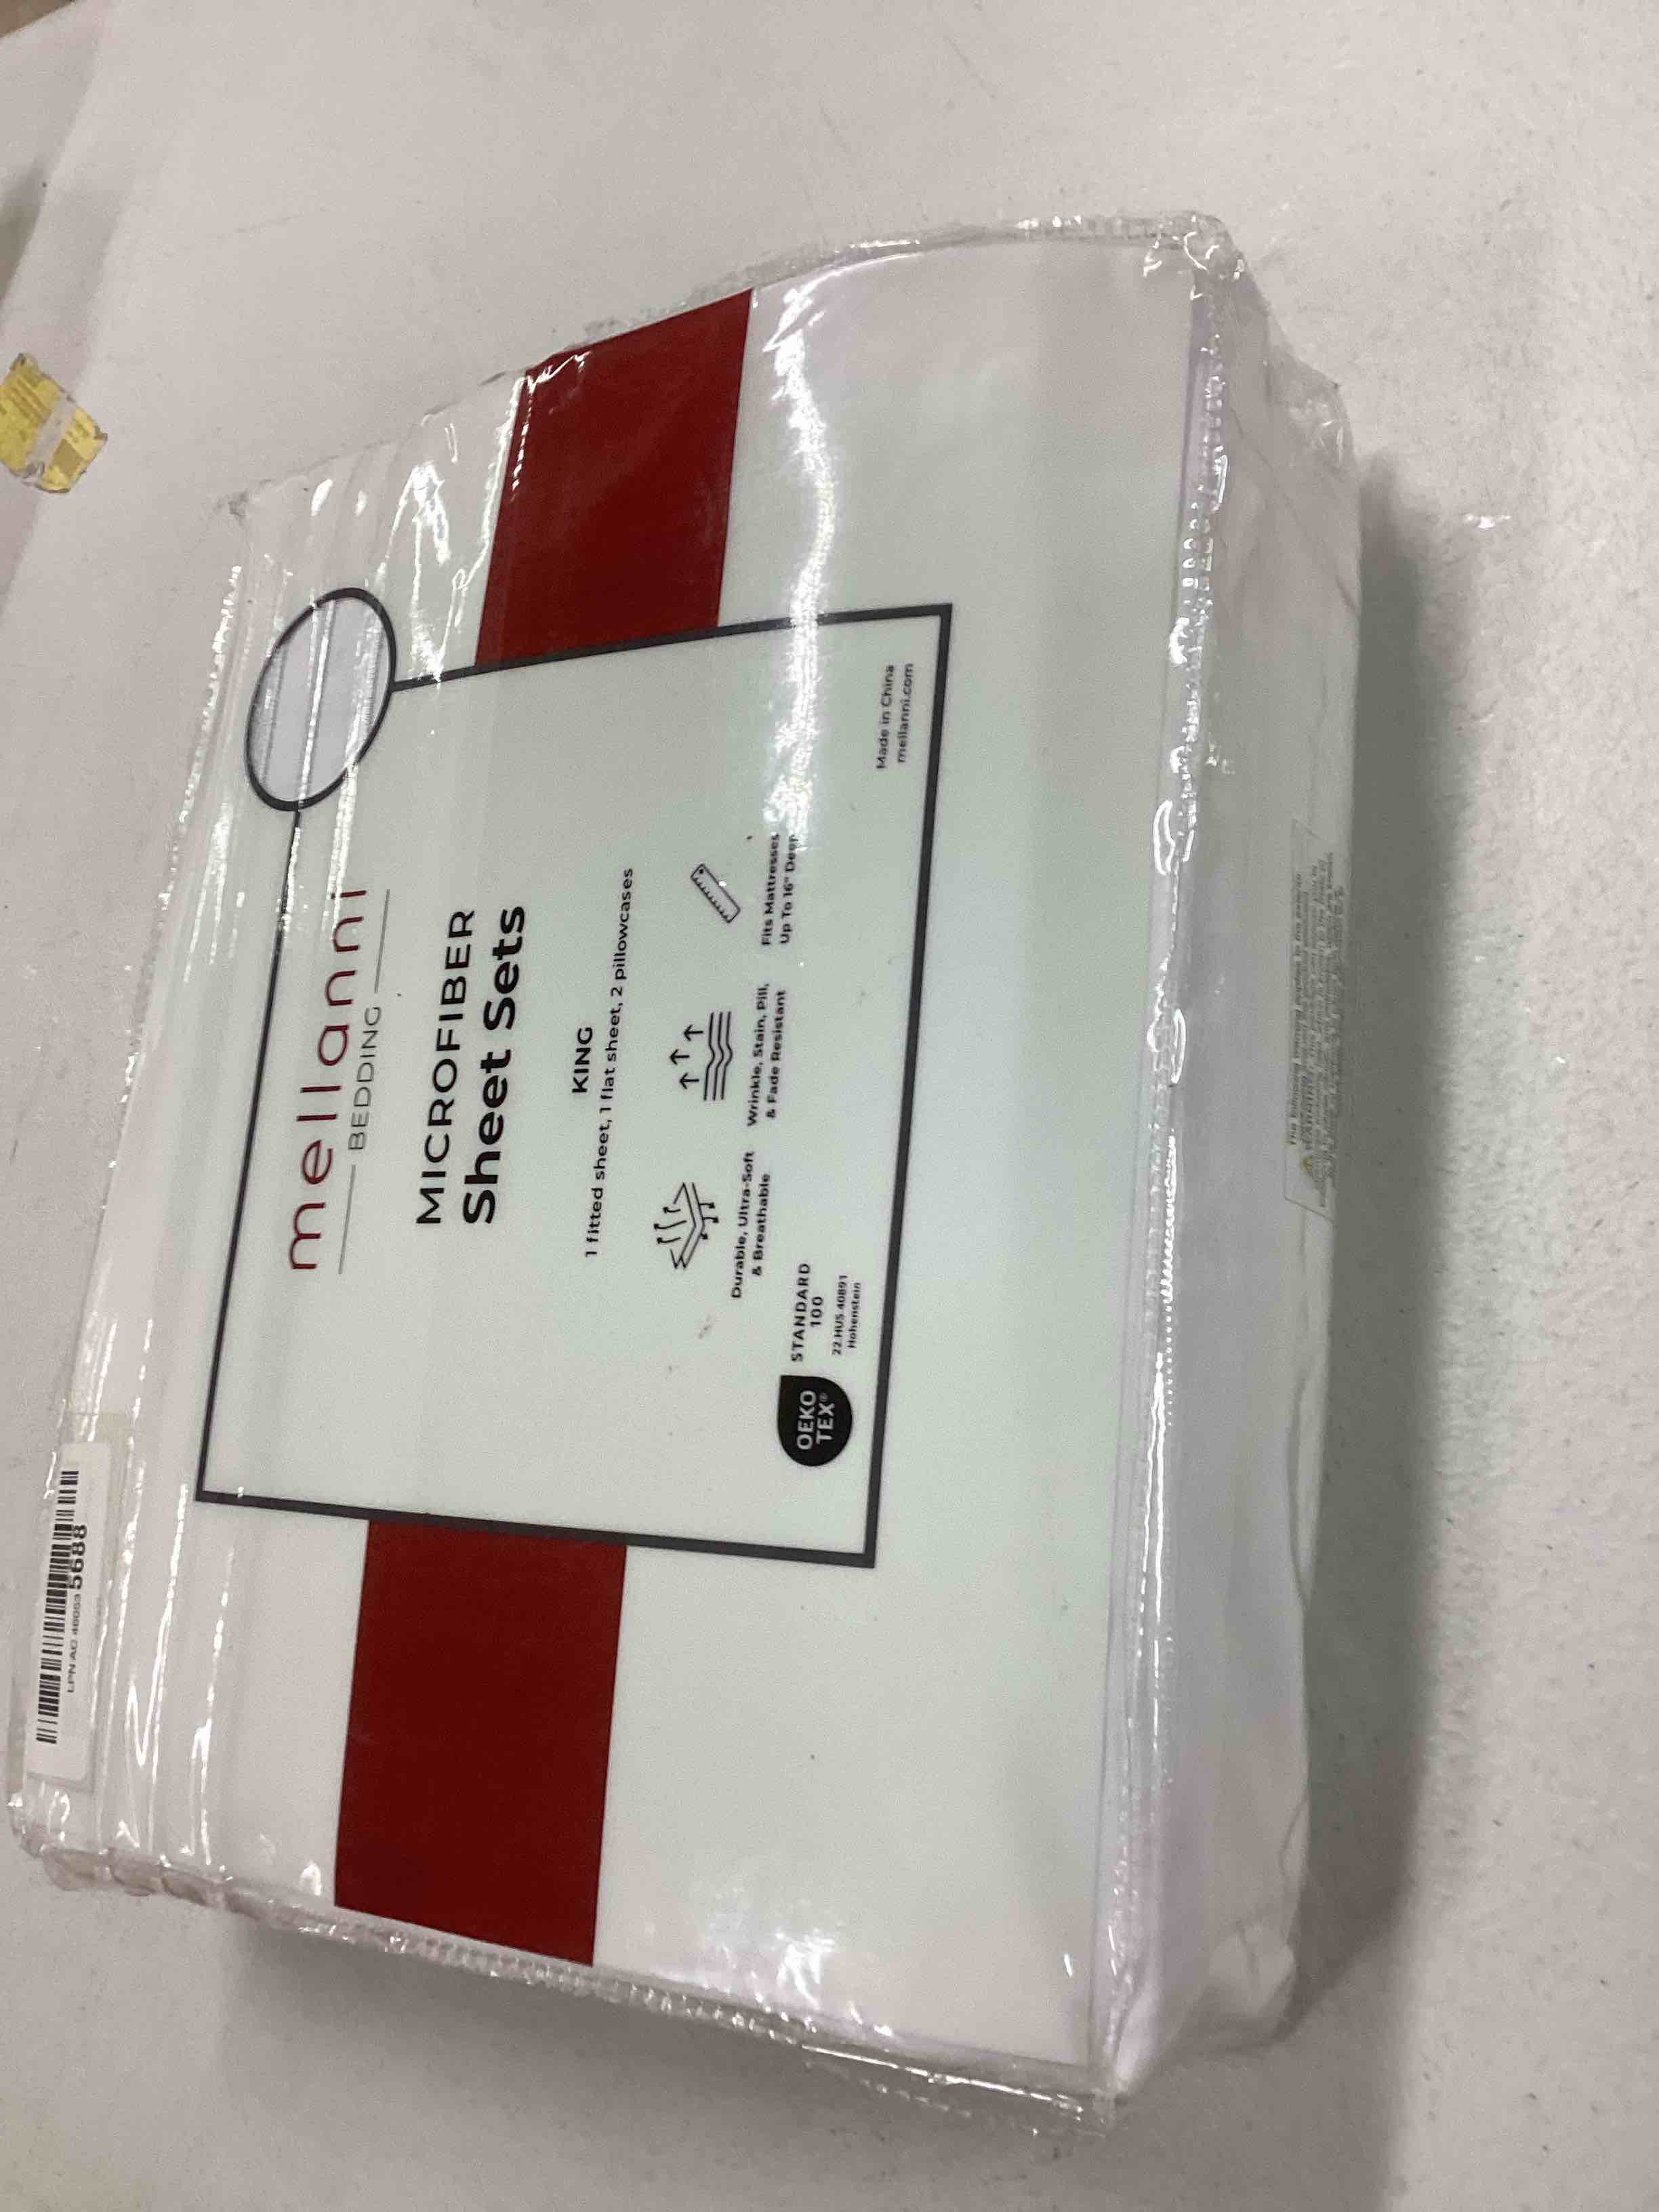 mellanni
BEDDING
MICROFIBER
Sheet Sets
KING
1 fitted sheet, 1 flat sheet, 2 pillowcases
Durable, Ultra-Soft
& Breathable
Wrinkle, Stain, Pill,
& Fade Resistant
Fits Mattresses
Up To 16" Deep
OEKO
TEX®
STANDARD
100
22.HUS.40891
Hohenstein
Made in China
mellanni.com
5688
WARNING